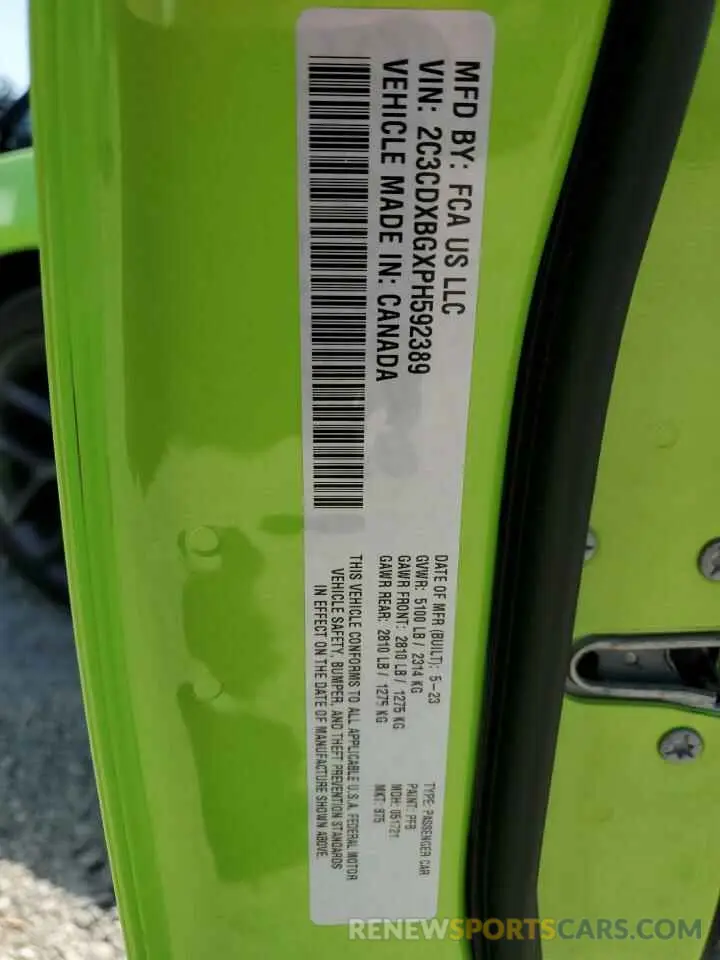 MFD BY: FCA US LLC
VIN: 2C3CDXBGXPH592389
VEHICLE MADE IN: CANADA
DATE OF MFR (BUILT): 5-23
GVWR: 5100 LB / 2314 KG
GAWR FRONT: 2810 LB / 1275 KG
GAWR REAR: 2810 LB / 1275 KG
TYPE: PASSENGER CAR
PAINT: PFB
MDH: 051721
MKT: 975
THIS VEHICLE CONFORMS TO ALL APPLICABLE U.S.A. FEDERAL MOTOR
VEHICLE SAFETY, BUMPER, AND THEFT PREVENTION STANDARDS
IN EFFECT ON THE DATE OF MANUFACTURE SHOWN ABOVE.
RENEWSPORTSCARS.COM